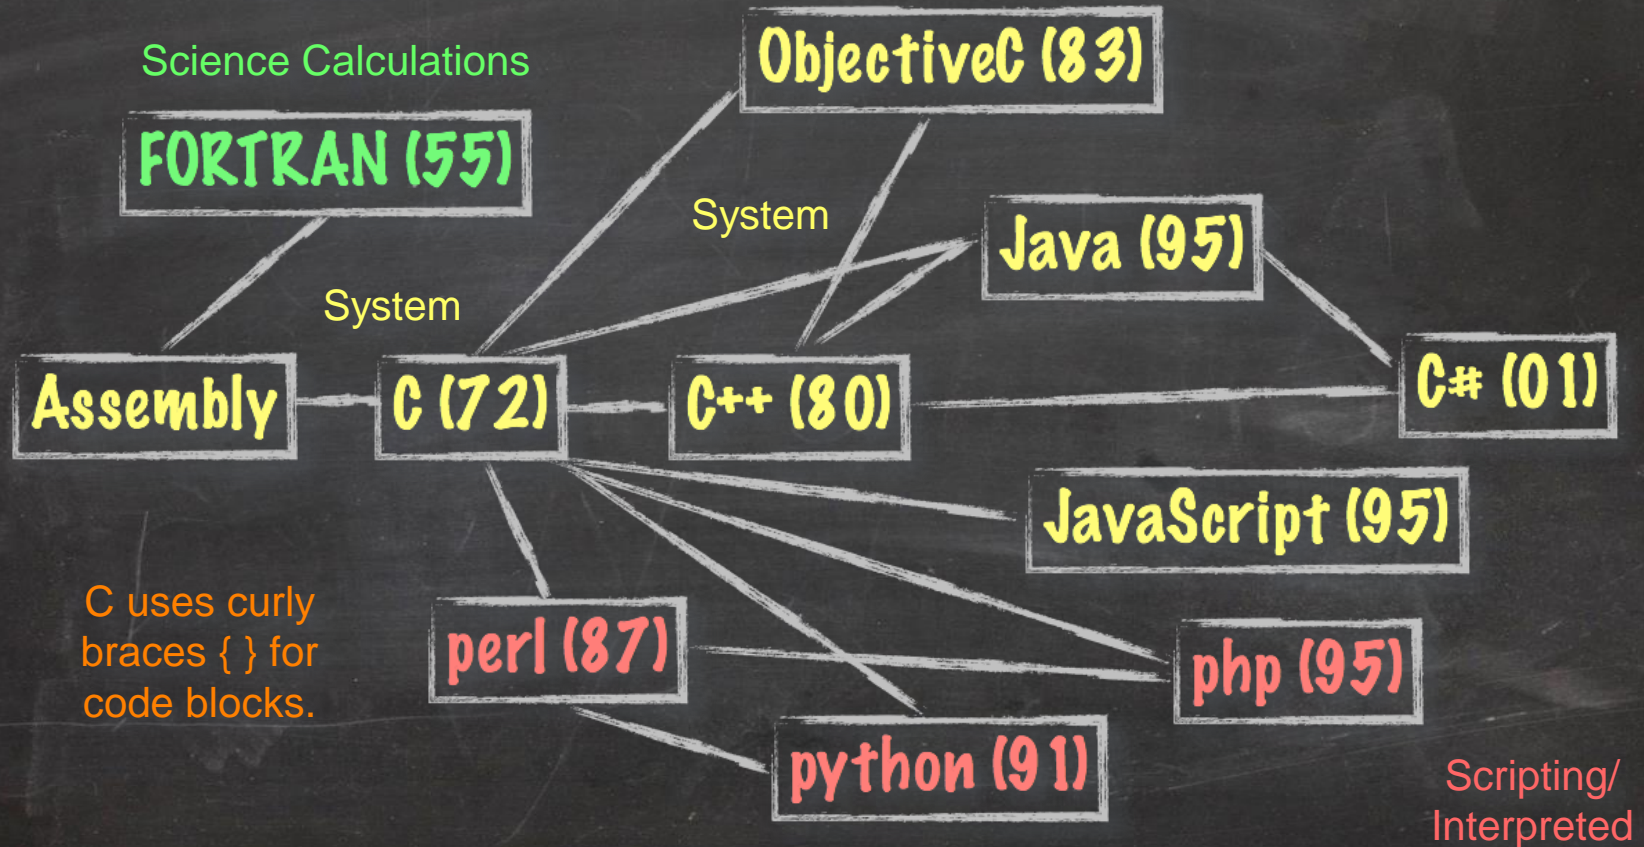 Science Calculations
ObjectiveC (83)
FORTRAN (55)
System
Java (95)
System
Assembly
C (72)
C++ (80)
C# (01)
JavaScript (95)
C uses curly
braces { } for
code blocks.
perl (87)
php (95)
python (91)
Scripting/
Interpreted